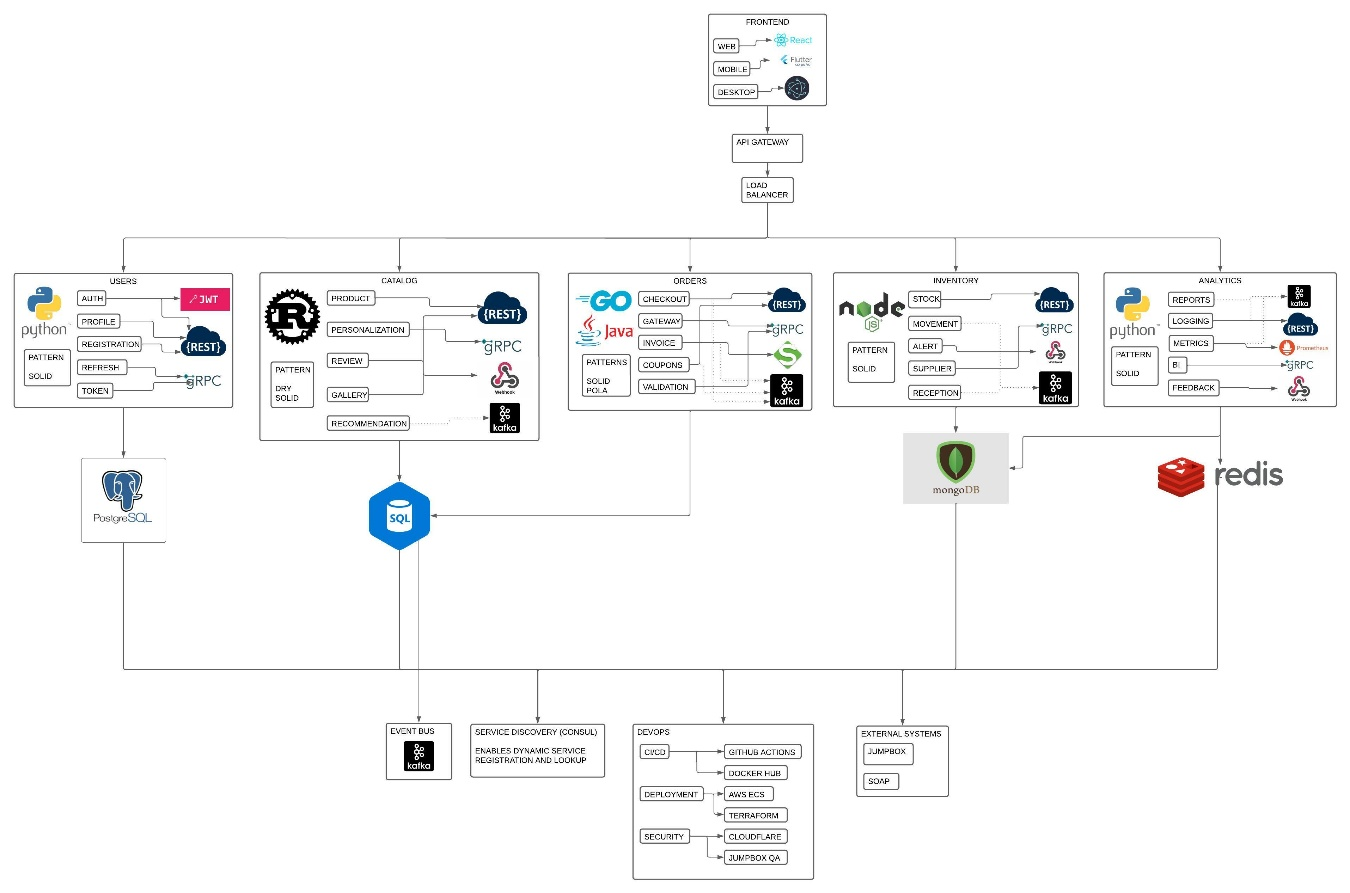 FRONTEND
WEB
React
MOBILE
Flutter
DESKTOP
API GATEWAY
LOAD
BALANCER
USERS
python
AUTH
JWT
PROFILE
REGISTRATION
{REST}
REFRESH
gRPC
TOKEN
PATTERN
SOLID
CATALOG
R
PRODUCT
{REST}
PERSONALIZATION
gRPC
REVIEW
Webhook
GALLERY
RECOMMENDATION
kafka
PATTERN
DRY
SOLID
ORDERS
GO
Java
CHECKOUT
{REST}
GATEWAY
gRPC
INVOICE
S
COUPONS
VALIDATION
kafka
PATTERNS
SOLID
POLA
INVENTORY
node
JS
STOCK
{REST}
MOVEMENT
gRPC
ALERT
Webhook
SUPPLIER
RECEPTION
kafka
PATTERN
SOLID
ANALYTICS
python™
REPORTS
kafka
LOGGING
{REST}
METRICS
Prometheus
BI
gRPC
FEEDBACK
Webhook
PATTERN
SOLID
PostgreSQL
SQL
mongoDB
redis
EVENT BUS
kafka
SERVICE DISCOVERY (CONSUL)
ENABLES DYNAMIC SERVICE
REGISTRATION AND LOOKUP
DEVOPS
CI/CD
GITHUB ACTIONS
DOCKER HUB
DEPLOYMENT
AWS ECS
TERRAFORM
SECURITY
CLOUDFLARE
JUMPBOX QA
EXTERNAL SYSTEMS
JUMPBOX
SOAP